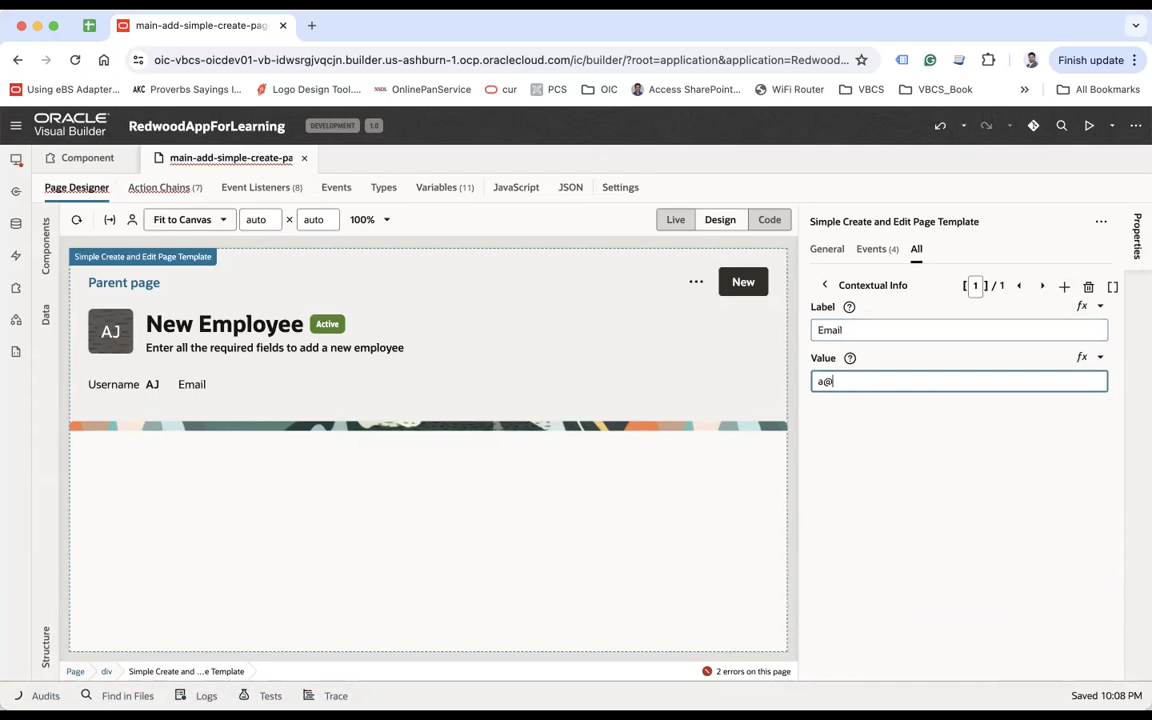 main-add-simple-create-pag
oic-vbcs-oicdev01-vb-idwsrgjvqcjn.builder.us-ashburn-1.ocp.oraclecloud.com/ic/builder/?root=application&application=Redwood...
Finish update
Using eBS Adapter...
AKC Proverbs Sayings I...
Logo Design Tool....
NSDL OnlinePanService
cur
PCS
OIC
Access SharePoint...
WiFi Router
VBCS
VBCS_Book
»
All Bookmarks
ORACLE
Visual Builder
RedwoodAppForLearning
DEVELOPMENT
1.0
Component
main-add-simple-create-pa
Page Designer
Action Chains (7)
Event Listeners (8)
Events
Types
Variables (11)
JavaScript
JSON
Settings
Components
Data
Structure
Fit to Canvas
auto × auto
100%
Live
Design
Code
Simple Create and Edit Page Template
Parent page
New
AJ
New Employee
Active
Enter all the required fields to add a new employee
Username AJ Email
Simple Create and Edit Page Template
General
Events (4)
All
Contextual Info
[ 1 ] / 1
Label
fx
Email
Value
fx
a@
Properties
Page
div
Simple Create and ...e Template
2 errors on this page
Audits
Find in Files
Logs
Tests
Trace
Saved 10:08 PM